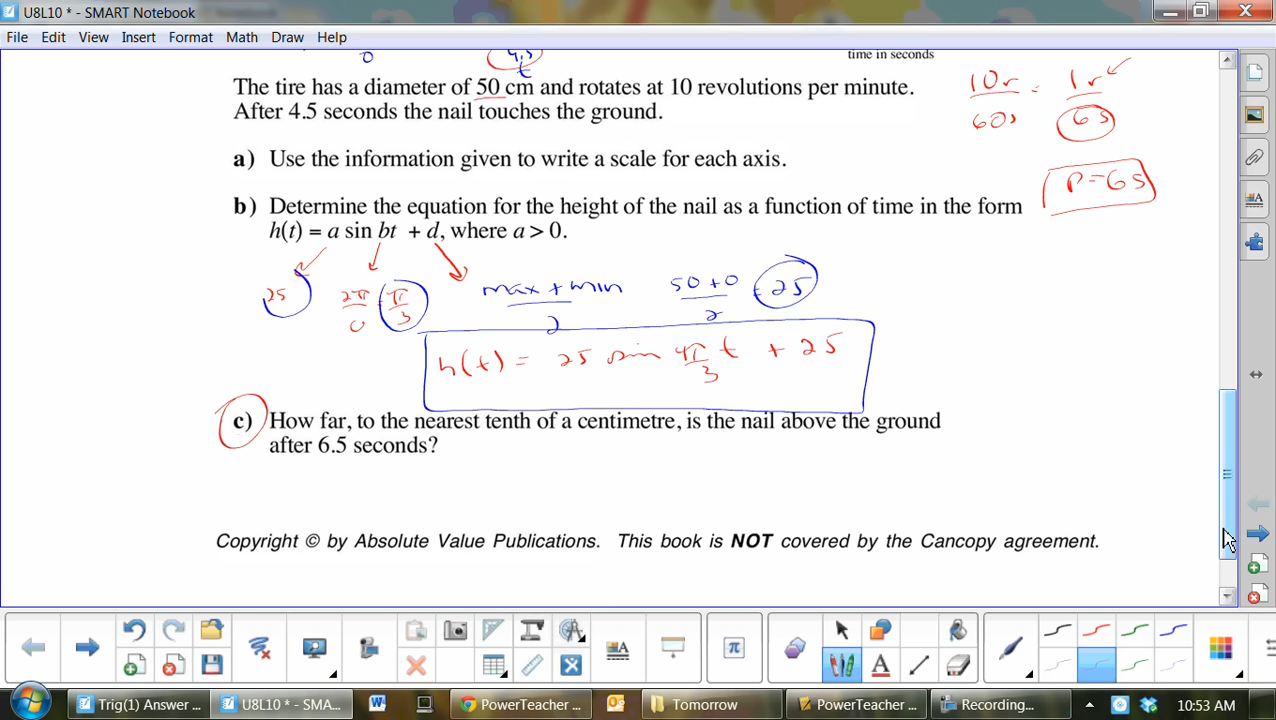 U8L10 * - SMART Notebook
File Edit View Insert Format Math Draw Help
0
4.5
t
time in seconds
The tire has a diameter of 50 cm and rotates at 10 revolutions per minute.
After 4.5 seconds the nail touches the ground.
10r = 1r
60s 6s
P=6s
a) Use the information given to write a scale for each axis.
b) Determine the equation for the height of the nail as a function of time in the form
h(t) = a sin bt + d, where a > 0.
25
2π π
6 3
max+min 50+0 = 25
2 2
h(t) = 25 sin π t + 25
3
c) How far, to the nearest tenth of a centimetre, is the nail above the ground
after 6.5 seconds?
Copyright © by Absolute Value Publications. This book is NOT covered by the Cancopy agreement.
Trig(1) Answer ... U8L10 * - SMA... PowerTeacher ... Tomorrow PowerTeacher ... Recording... 10:53 AM